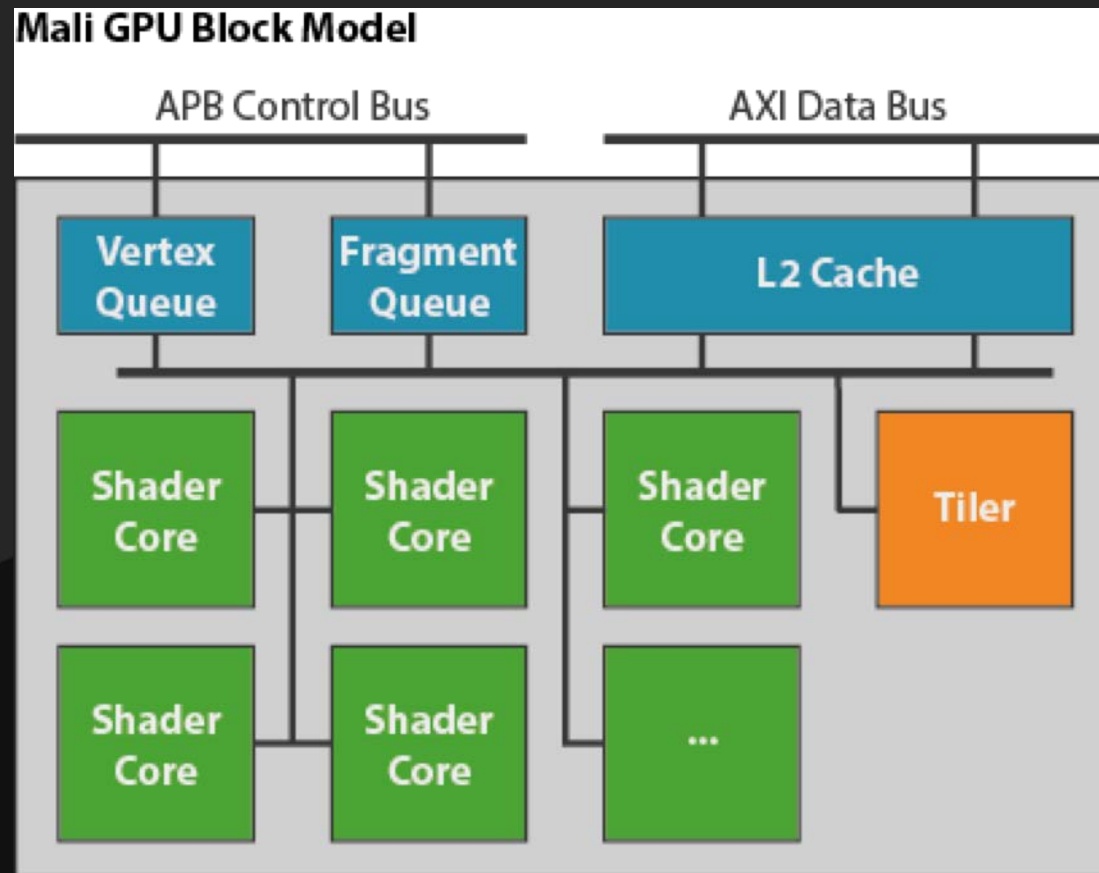 Mali GPU Block Model
APB Control Bus
AXI Data Bus
Vertex
Queue
Fragment
Queue
L2 Cache
Shader
Core
Shader
Core
Shader
Core
Tiler
Shader
Core
Shader
Core
...